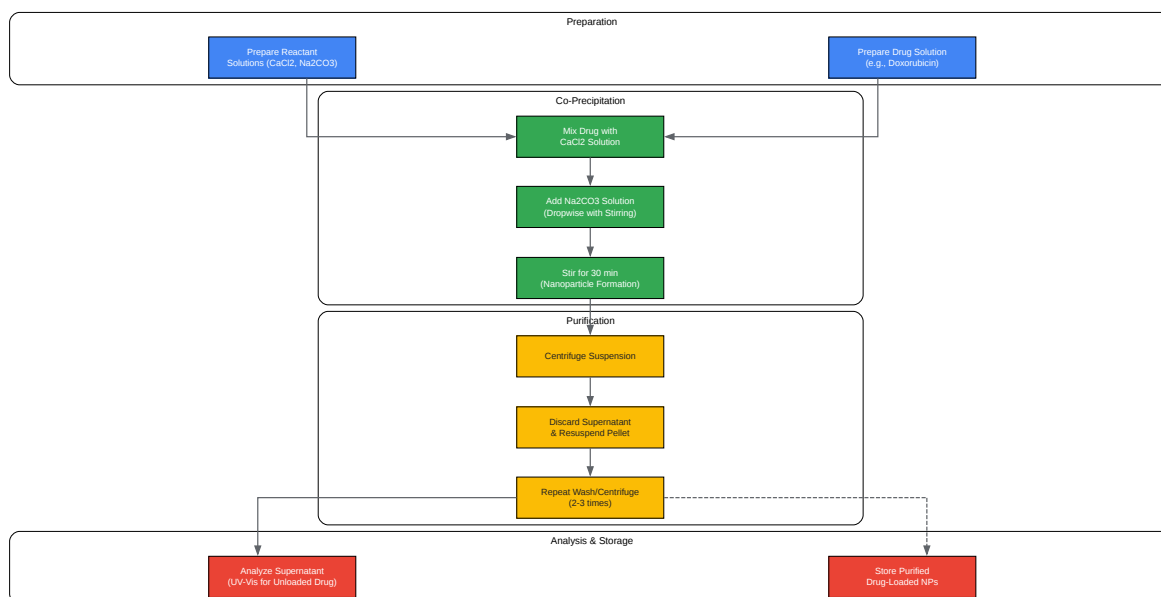 Preparation
Prepare Reactant
Solutions (CaCl2, Na2CO3)
Prepare Drug Solution
(e.g., Doxorubicin)
Co-Precipitation
Mix Drug with
CaCl2 Solution
Add Na2CO3 Solution
(Dropwise with Stirring)
Stir for 30 min
(Nanoparticle Formation)
Purification
Centrifuge Suspension
Discard Supernatant
& Resuspend Pellet
Repeat Wash/Centrifuge
(2-3 times)
Analysis & Storage
Analyze Supernatant
(UV-Vis for Unloaded Drug)
Store Purified
Drug-Loaded NPs